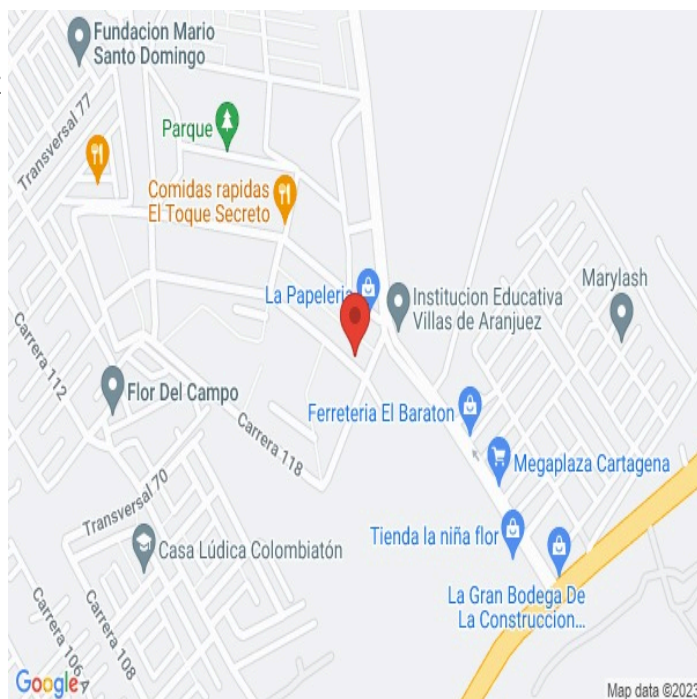 Fundacion Mario
Santo Domingo
Transversal 77
Parque
Comidas rapidas
El Toque Secreto
Marylash
La Papeleria
Institucion Educativa
Villas de Aranjuez
Carrera 112
Flor Del Campo
Ferreteria El Baraton
Carrera 118
Megaplaza Cartagena
Transversal 70
Tienda la niña flor
Casa Lúdica Colombiatón
La Gran Bodega De
La Construccion...
Carrera 106A
Carrera 108
Google
Map data ©2023